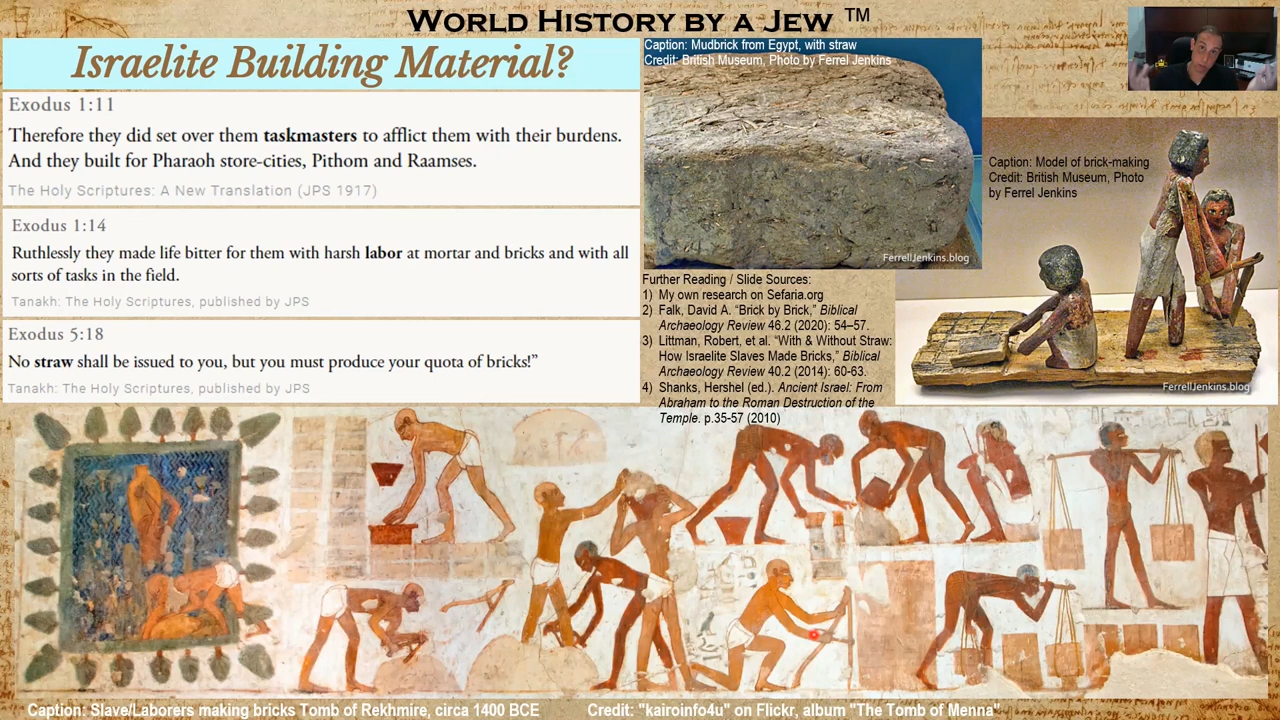 WORLD HISTORY BY A JEW ™
Israelite Building Material?
Exodus 1:11
Therefore they did set over them taskmasters to afflict them with their burdens.
And they built for Pharaoh store-cities, Pithom and Raamses.
The Holy Scriptures: A New Translation (JPS 1917)
Exodus 1:14
Ruthlessly they made life bitter for them with harsh labor at mortar and bricks and with all
sorts of tasks in the field.
Tanakh: The Holy Scriptures, published by JPS
Exodus 5:18
No straw shall be issued to you, but you must produce your quota of bricks!”
Tanakh: The Holy Scriptures, published by JPS
Caption: Mudbrick from Egypt, with straw
Credit: British Museum, Photo by Ferrel Jenkins
FerrellJenkins.blog
Caption: Model of brick-making
Credit: British Museum, Photo
by Ferrel Jenkins
FerrellJenkins.blog
Further Reading / Slide Sources:
1) My own research on Sefaria.org
2) Falk, David A. “Brick by Brick,” Biblical
Archaeology Review 46.2 (2020): 54–57.
3) Littman, Robert, et al. “With & Without Straw:
How Israelite Slaves Made Bricks,” Biblical
Archaeology Review 40.2 (2014): 60-63.
4) Shanks, Hershel (ed.). Ancient Israel: From
Abraham to the Roman Destruction of the
Temple. p.35-57 (2010)
Caption: Slave/Laborers making bricks Tomb of Rekhmire, circa 1400 BCE
Credit: "kairoinfo4u" on Flickr, album "The Tomb of Menna"